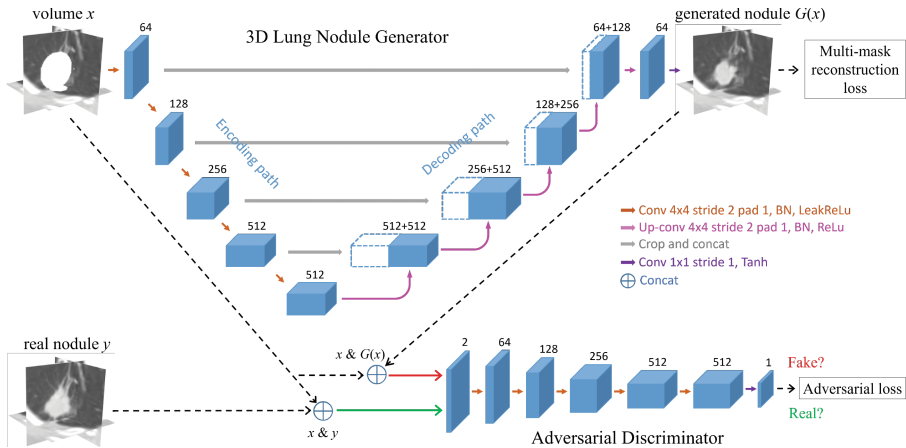 volume x
3D Lung Nodule Generator
generated nodule G(x)
64
64+128
64
Multi-mask
reconstruction
loss
128
128+256
Encoding path
Decoding path
256
256+512
512
512+512
512
Conv 4x4 stride 2 pad 1, BN, LeakReLu
Up-conv 4x4 stride 2 pad 1, BN, ReLu
Crop and concat
Conv 1x1 stride 1, Tanh
Concat
real nodule y
x & G(x)
x & y
2
64
128
256
512
512
1
Fake?
Adversarial loss
Real?
Adversarial Discriminator